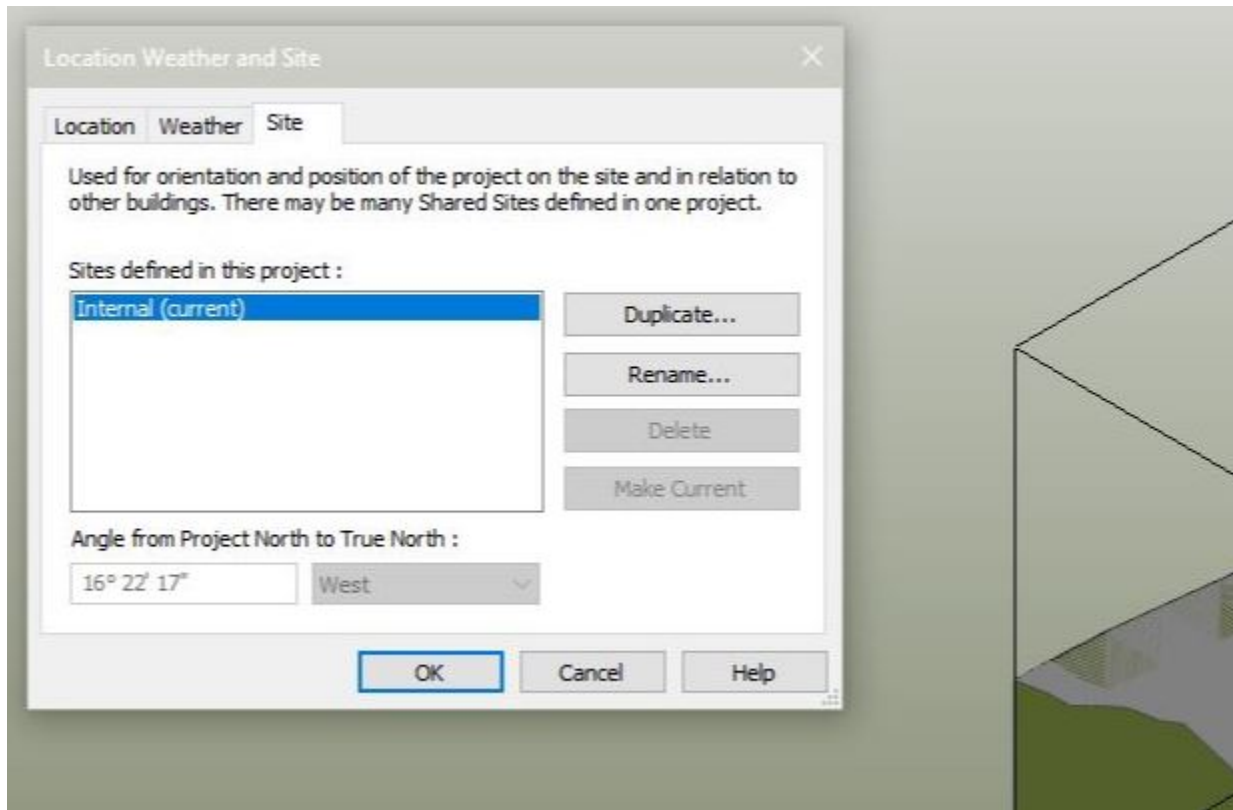 Location Weather and Site
Location Weather Site
Used for orientation and position of the project on the site and in relation to
other buildings. There may be many Shared Sites defined in one project.
Sites defined in this project :
Internal (current)
Duplicate...
Rename...
Delete
Make Current
Angle from Project North to True North :
16° 22' 17" West
OK Cancel Help